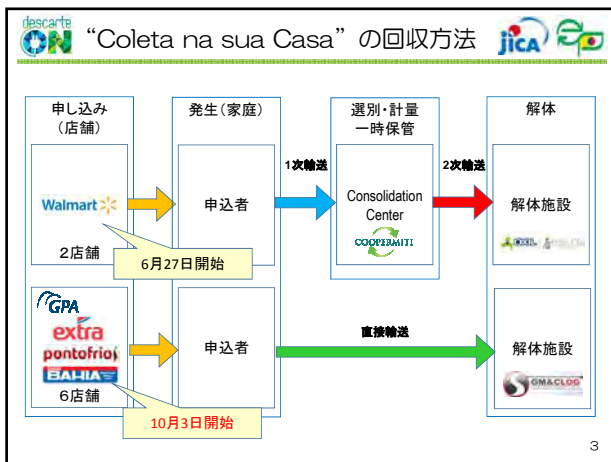 descarte
ON
“Coleta na sua Casa”の回収方法
jica
申し込み
(店舗)
発生(家庭)
選別・計量
一時保管
解体
1次輸送
2次輸送
Walmart
2店舗
申込者
Consolidation
Center
COOPERMITI
解体施設
6月27日開始
GPA
extra
pontofrio
BAHIA
6店舗
申込者
直接輸送
解体施設
GM&CLOG
10月3日開始
3